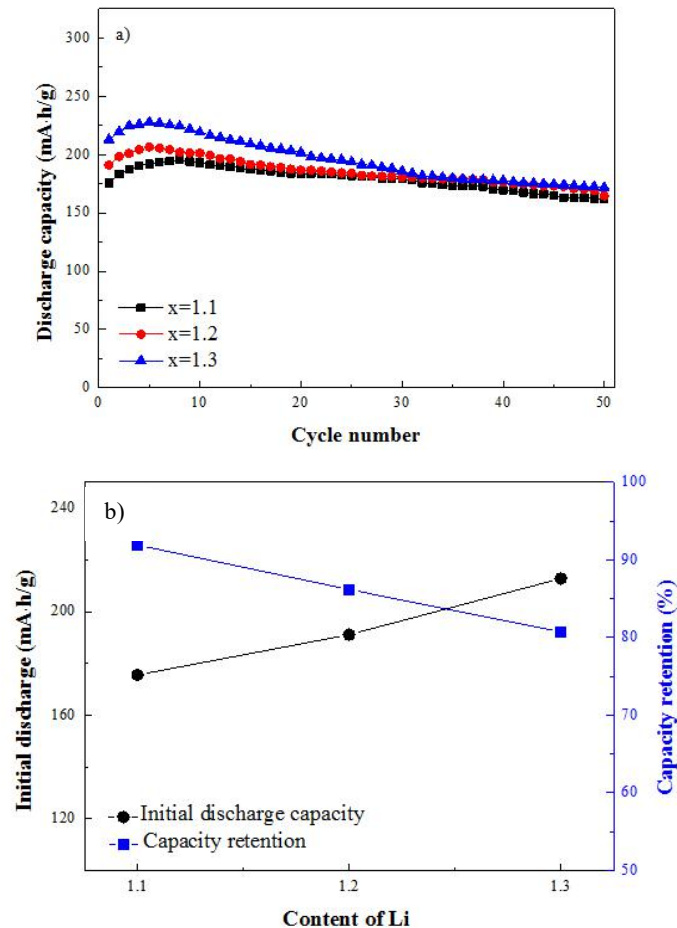 a)
300
250
200
150
100
50
0
Discharge capacity (mA·h/g)
x=1.1
x=1.2
x=1.3
0 10 20 30 40 50
Cycle number
b)
240
200
160
120
Initial discharge (mA·h/g)
100
90
80
70
60
50
Capacity retention (%)
Initial discharge capacity
Capacity retention
1.1 1.2 1.3
Content of Li